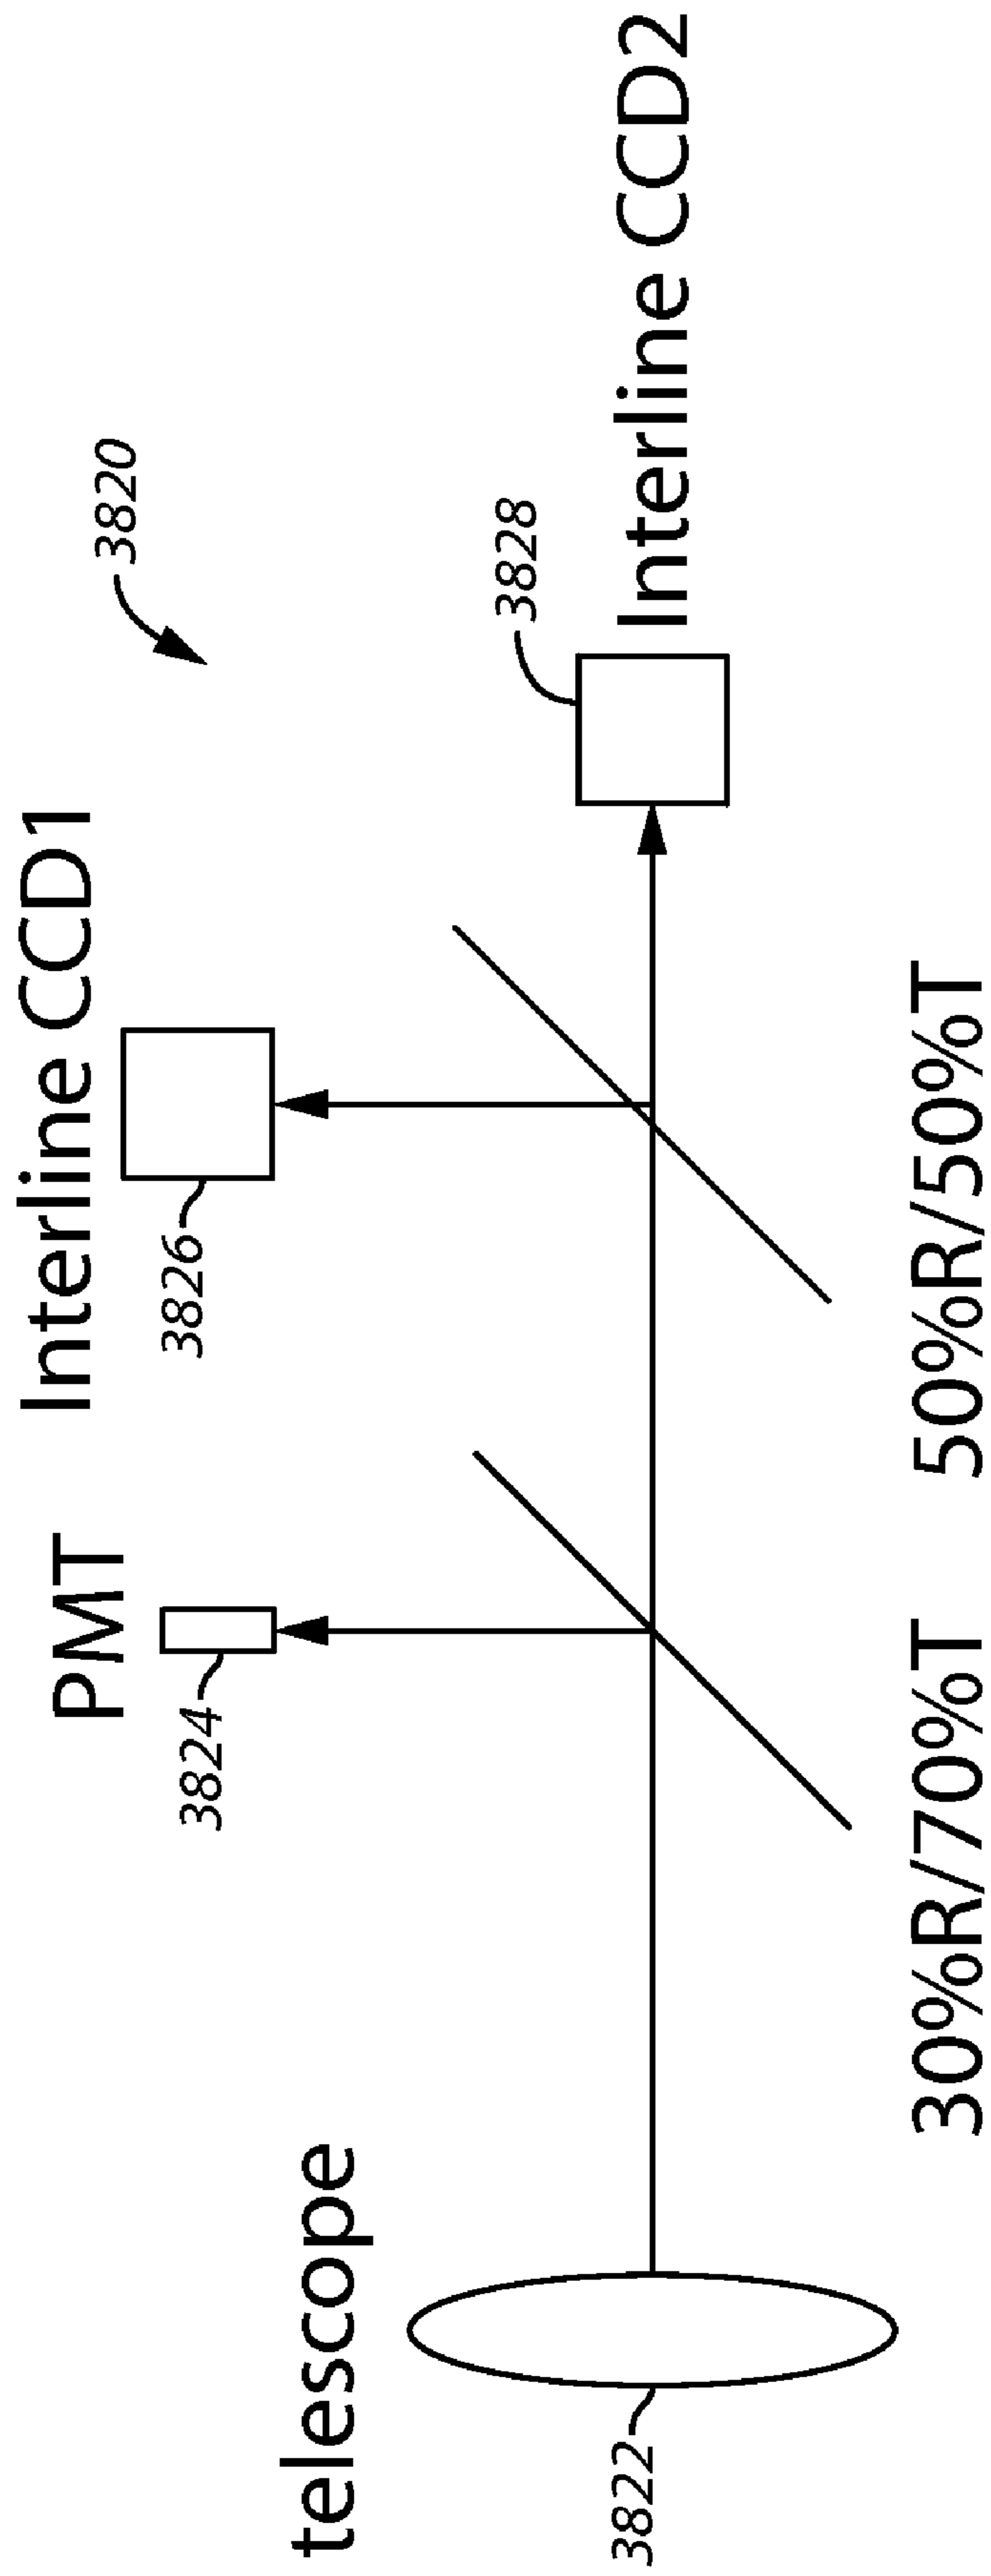 Interline CCD1
PMT
telescope
3820
3826
3824
3828
Interline CCD2
3822
30%R/70%T
50%R/50%T